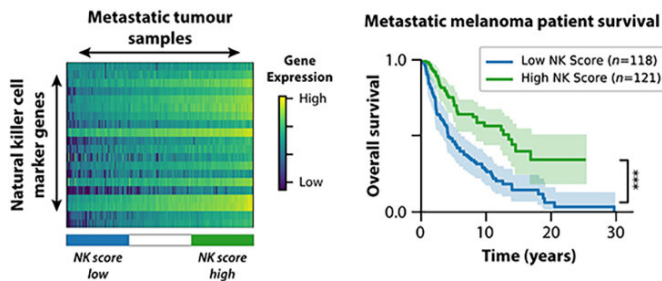 Metastatic tumour
samples
Natural killer cell
marker genes
Gene
Expression
High
Low
NK score
low
NK score
high
Metastatic melanoma patient survival
Low NK Score (n=118)
High NK Score (n=121)
Overall survival
1.0
0.0
0
10
20
30
Time (years)
***